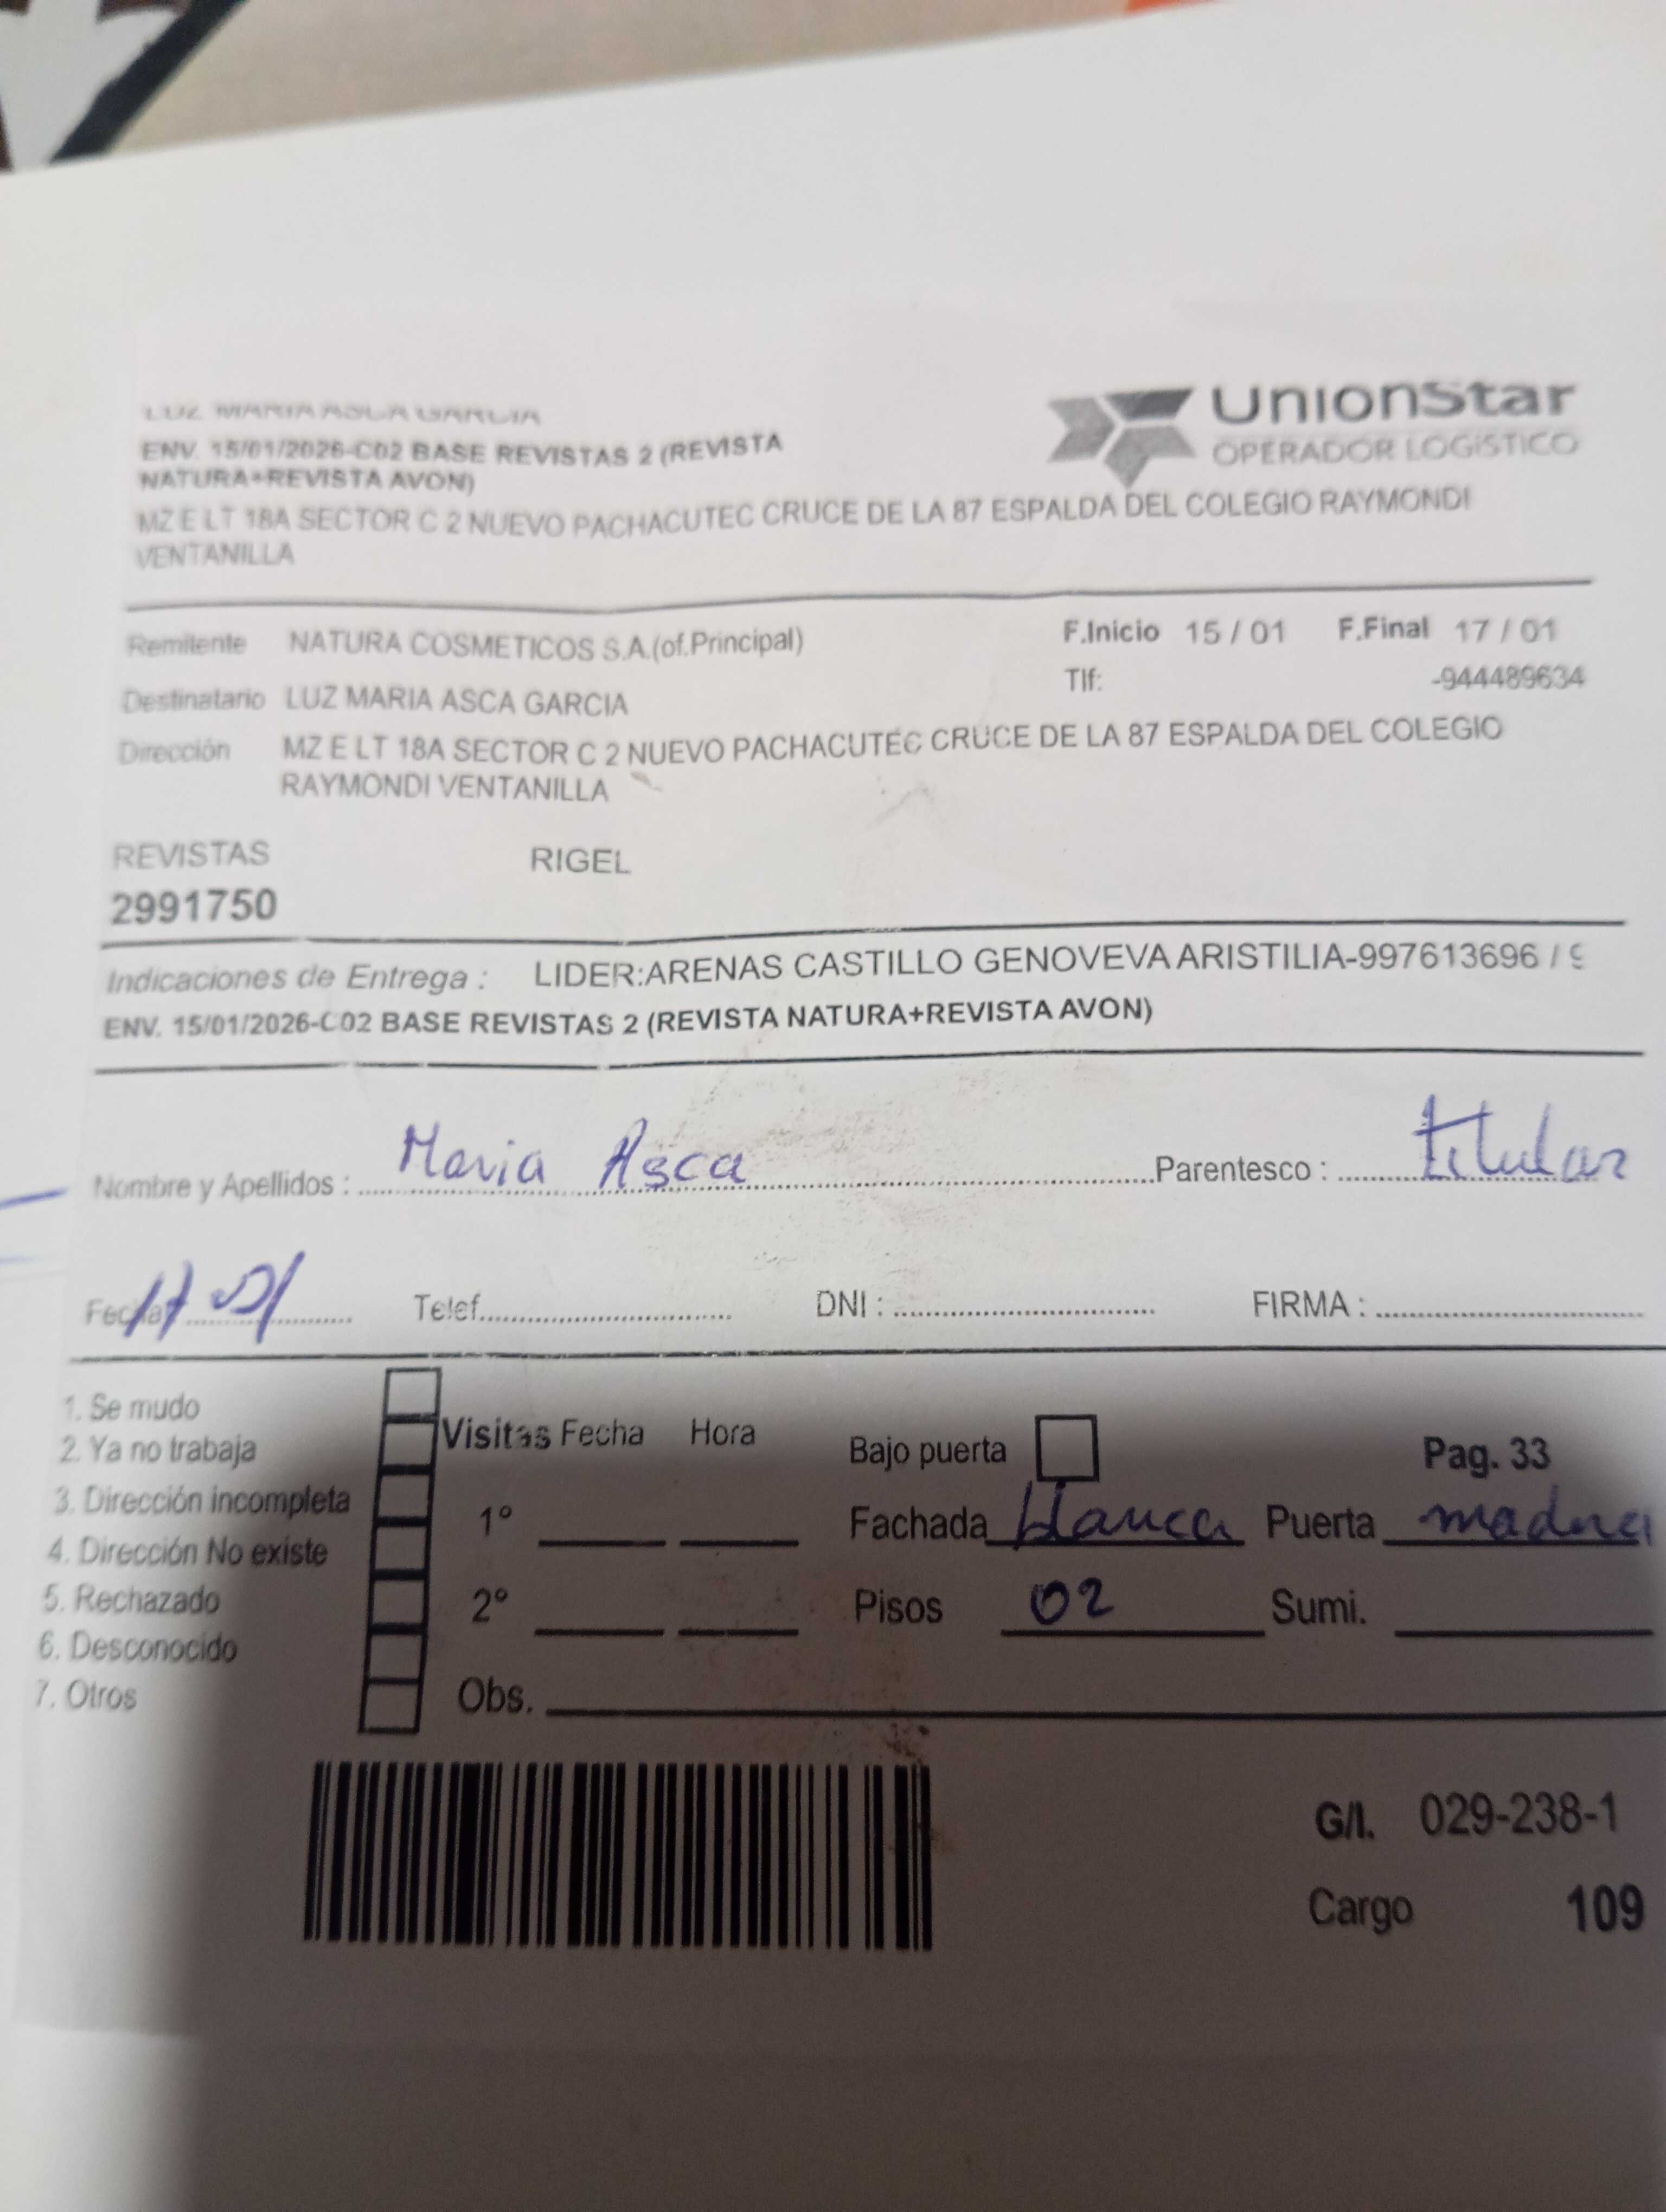 LUZ MARIA ASCA GARCIA
ENV. 15/01/2026-C02 BASE REVISTAS 2 (REVISTA
NATURA+REVISTA AVON)
MZ E LT 18A SECTOR C 2 NUEVO PACHACUTEC CRUCE DE LA 87 ESPALDA DEL COLEGIO RAYMONDI
VENTANILLA
UnionStar
OPERADOR LOGÍSTICO
Remitente NATURA COSMETICOS S.A.(of.Principal) F.Inicio 15 / 01 F.Final 17 / 01
Tlf: -944489634
Destinatario LUZ MARIA ASCA GARCIA
Dirección MZ E LT 18A SECTOR C 2 NUEVO PACHACUTEC CRUCE DE LA 87 ESPALDA DEL COLEGIO
RAYMONDI VENTANILLA
REVISTAS RIGEL
2991750
Indicaciones de Entrega : LIDER:ARENAS CASTILLO GENOVEVA ARISTILIA-997613696 / 9
ENV. 15/01/2026-C02 BASE REVISTAS 2 (REVISTA NATURA+REVISTA AVON)
Nombre y Apellidos : Maria Asca Parentesco : titular
Fecha 17 01 Telef. DNI : FIRMA :
1. Se mudo
2. Ya no trabaja
3. Dirección incompleta
4. Dirección No existe
5. Rechazado
6. Desconocido
7. Otros
Visitas Fecha Hora
1°
2°
Obs.
Bajo puerta Pag. 33
Fachada blanca Puerta madera
Pisos 02 Sumi.
G/I. 029-238-1
Cargo 109